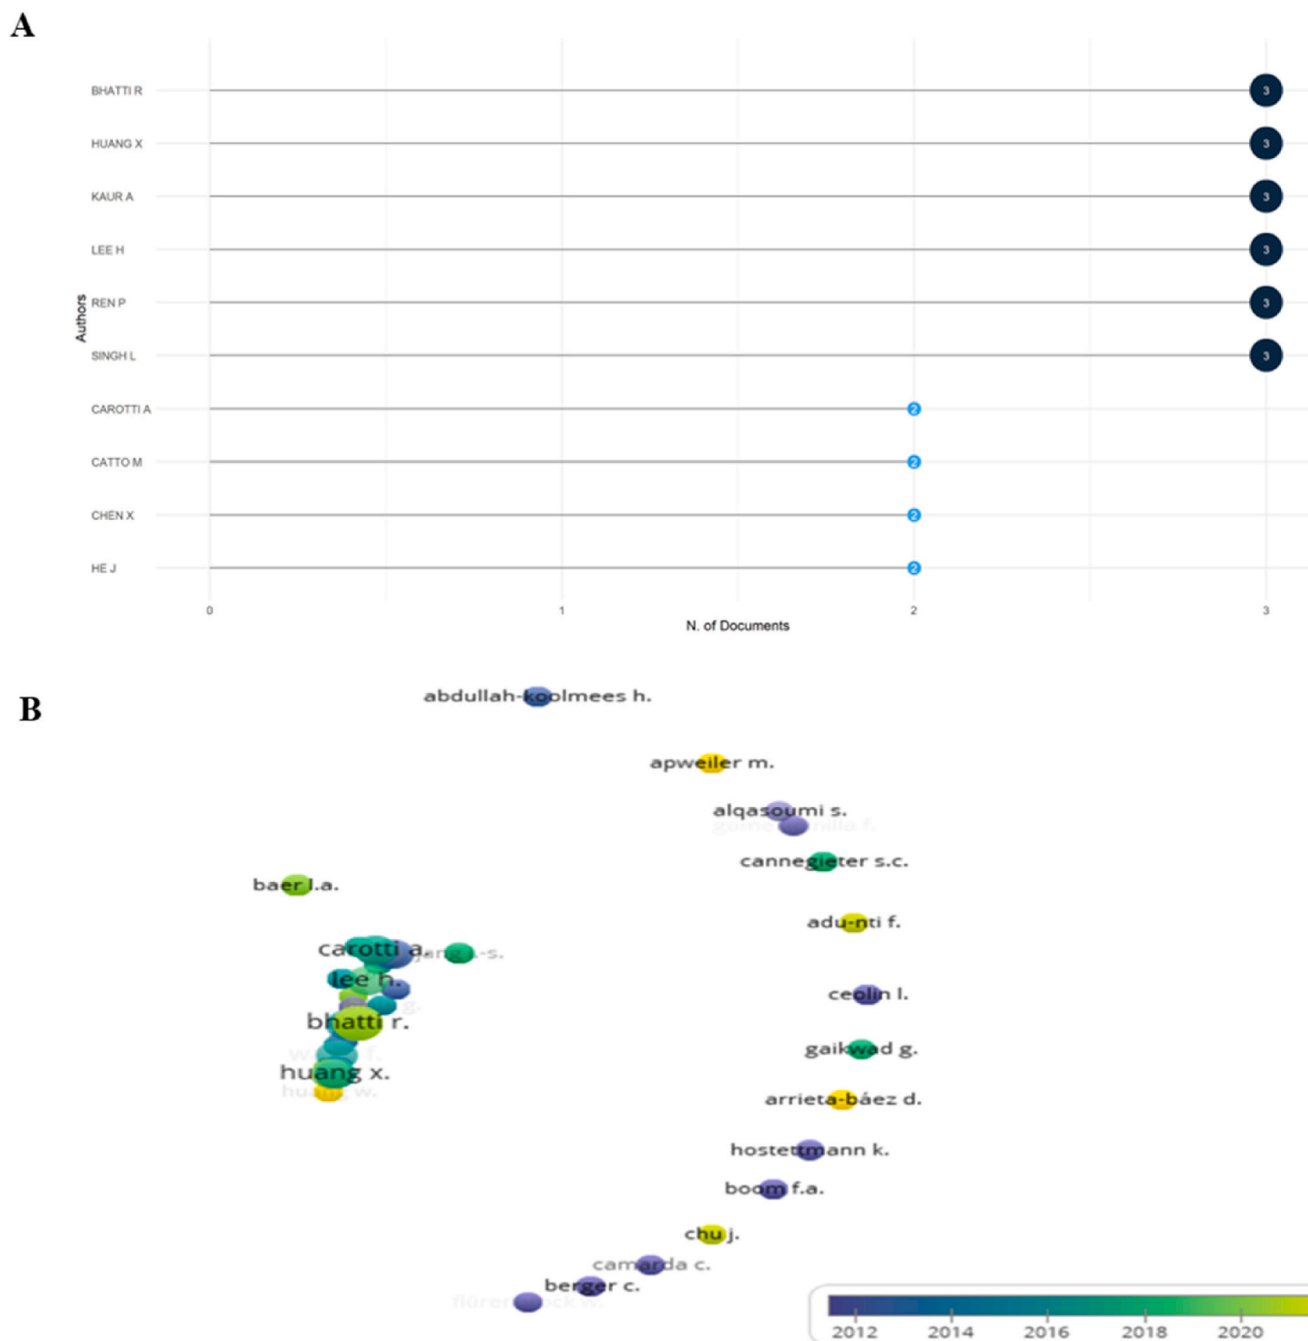 A
BHATTI R
HUANG X
KAUR A
LEE H
REN P
SINGH L
CAROTTI A
CATTO M
CHEN X
HE J
Authors
3
3
3
3
3
3
2
2
2
2
0 1 2 3
N. of Documents
B
abdullah-koolmees h.
apweiler m.
alqasoumi s.
cannegieter s.c.
baer l.a.
adu-nti f.
carotti a.
lee h.
ceolin l.
bhatti r.
gaikwad g.
huang x.
huang w.
arrieta-báez d.
hostettmann k.
boom f.a.
chu j.
camarda c.
berger c.
2012 2014 2016 2018 2020